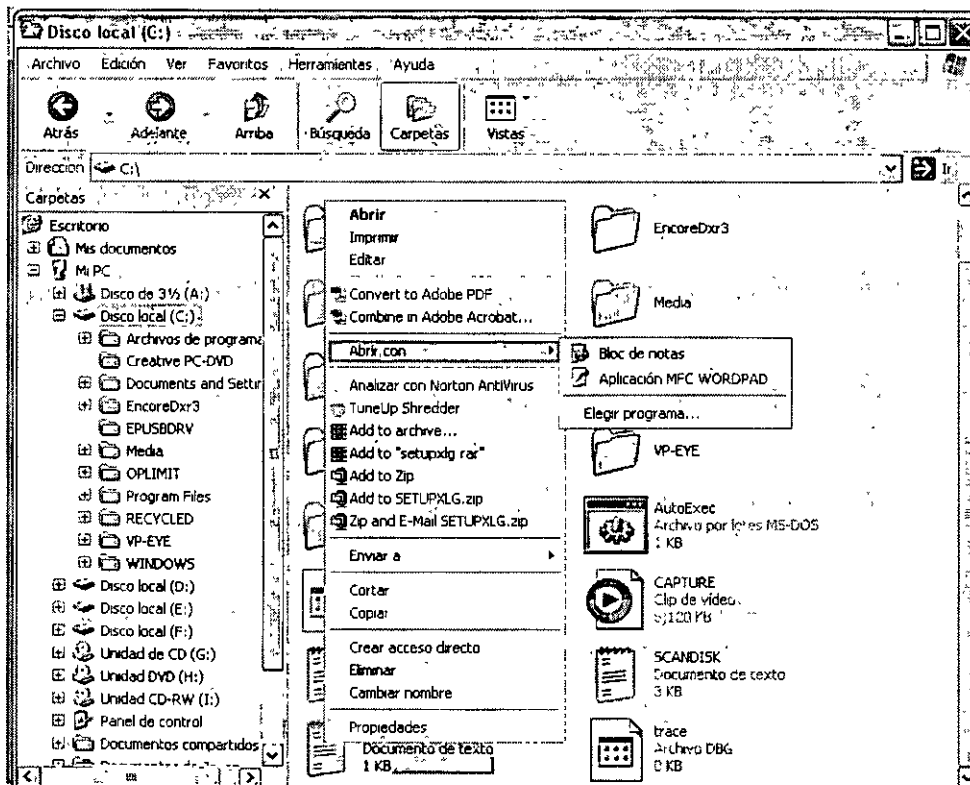 Disco local (C:)
Archivo Edición Ver Favoritos Herramientas Ayuda
Atrás Adelante Arriba Búsqueda Carpetas Vistas
Dirección C:\ Ir
Carpetas
Escritorio
Mis documentos
Mi PC
Disco de 3½ (A:)
Disco local (C:)
Archivos de programa
Creative PC-DVD
Documents and Settir
EncoreDxr3
EPUSBDRV
Media
OPLIMIT
Program Files
RECYCLED
VP-EYE
WINDOWS
Disco local (D:)
Disco local (E:)
Disco local (F:)
Unidad de CD (G:)
Unidad DVD (H:)
Unidad CD-RW (I:)
Panel de control
Documentos compartidos
Abrir
Imprimir
Editar
Convert to Adobe PDF
Combine in Adobe Acrobat...
Abrir con
Analizar con Norton AntiVirus
TuneUp Shredder
Add to archive...
Add to "setupxlg rar"
Add to Zip
Add to SETUPXLG.zip
Zip and E-Mail SETUPXLG.zip
Enviar a
Cortar
Copiar
Crear acceso directo
Eliminar
Cambiar nombre
Propiedades
Documento de texto
1 KB
Bloc de notas
Aplicación MFC WORDPAD
Elegir programa...
EncoreDxr3
Media
VP-EYE
AutoExec
Archivo por lotes MS-DOS
1 KB
CAPTURE
Clip de vídeo
KB
SCANDISK
Documento de texto
3 KB
trace
Archivo DBG
0 KB